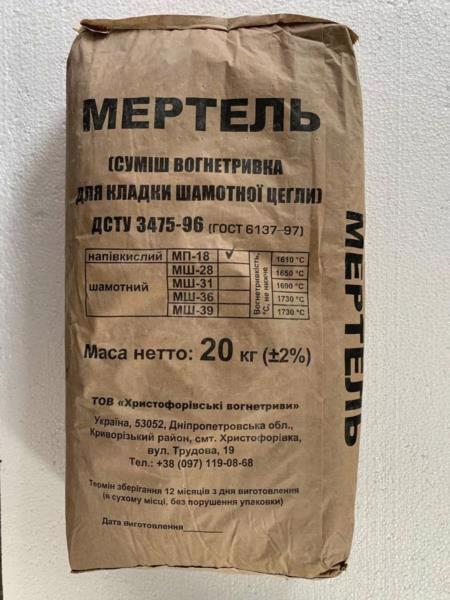 МЕРТЕЛЬ
(СУМІШ ВОГНЕТРИВКА
ДЛЯ КЛАДКИ ШАМОТНОЇ ЦЕГЛИ)
ДСТУ 3475-96 (ГОСТ 6137-97)
напівкислий МП-18 ✓ Вогнетривкість, °С, не нижче 1610 °С
шамотний МШ-28 1650 °С
МШ-31 1690 °С
МШ-36 1730 °С
МШ-39 1730 °С
Маса нетто: 20 кг (±2%)
ТОВ «Христофорівські вогнетриви»
Україна, 53052, Дніпропетровська обл.,
Криворізький район, смт. Христофорівка,
вул. Трудова, 19
Тел.: +38 (097) 119-08-68
Термін зберігання 12 місяців з дня виготовлення
(в сухому місці, без порушення упаковки)
Дата виготовлення
МЕРТЕЛЬ